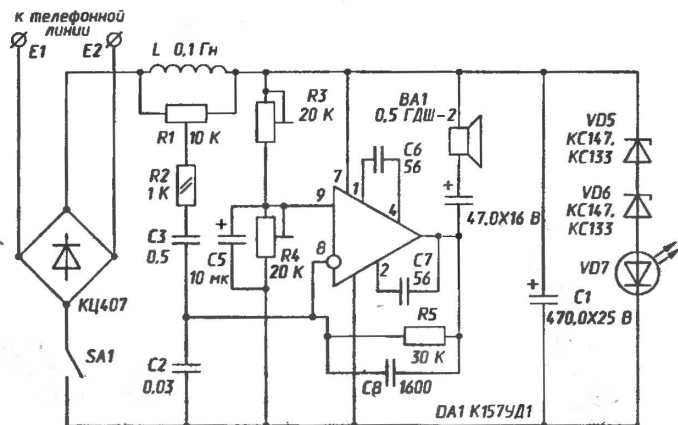 к телефонной
линии
E1
E2
L 0,1 Гн
R1 10 К
R2
1 К
C3
0,5
C2
0,03
КЦ407
SA1
R3
20 К
C5
10 мк
R4
20 К
7
1
9
8
4
2
C6
56
C7
56
R5
30 К
C8
1600
BA1
0,5 ГДШ-2
47,0X16 В
C1
470,0X25 В
VD5
КС147,
КС133
VD6
КС147,
КС133
VD7
DA1 К157УД1
+
+
+